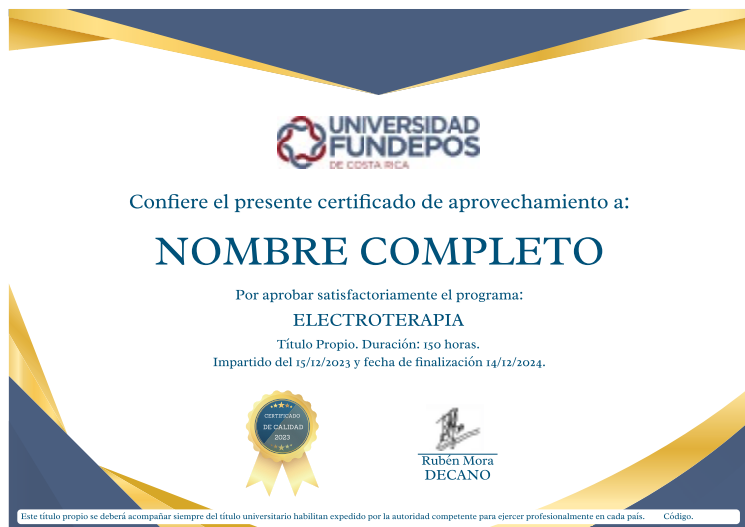 UNIVERSIDAD
FUNDEPOS
DE COSTA RICA
Confiere el presente certificado de aprovechamiento a:
NOMBRE COMPLETO
Por aprobar satisfactoriamente el programa:
ELECTROTERAPIA
Título Propio. Duración: 150 horas.
Impartido del 15/12/2023 y fecha de finalización 14/12/2024.
CERTIFICADO
DE CALIDAD
2023
Rubén Mora
DECANO
Este título propio se deberá acompañar siempre del título universitario habilitan expedido por la autoridad competente para ejercer profesionalmente en cada país. Código.